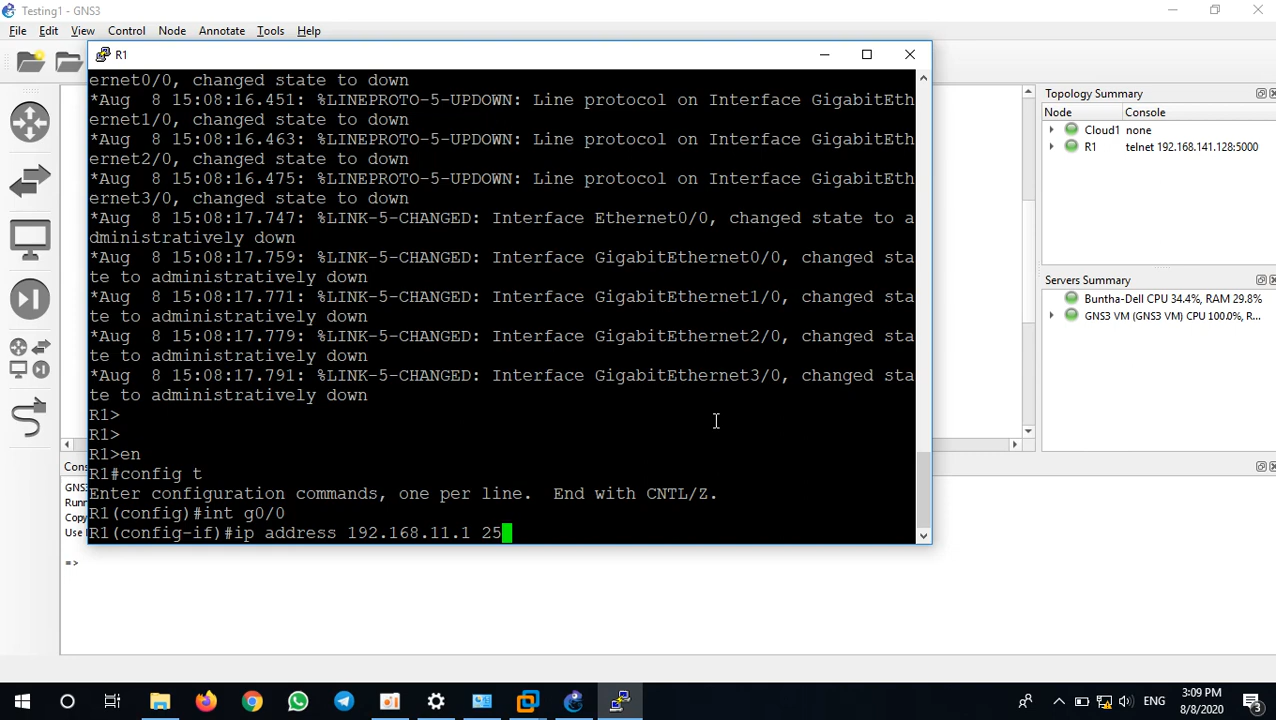 Testing1 - GNS3
File Edit View Control Node Annotate Tools Help
R1
ernet0/0, changed state to down
*Aug  8 15:08:16.451: %LINEPROTO-5-UPDOWN: Line protocol on Interface GigabitEth
ernet1/0, changed state to down
*Aug  8 15:08:16.463: %LINEPROTO-5-UPDOWN: Line protocol on Interface GigabitEth
ernet2/0, changed state to down
*Aug  8 15:08:16.475: %LINEPROTO-5-UPDOWN: Line protocol on Interface GigabitEth
ernet3/0, changed state to down
*Aug  8 15:08:17.747: %LINK-5-CHANGED: Interface Ethernet0/0, changed state to a
dministratively down
*Aug  8 15:08:17.759: %LINK-5-CHANGED: Interface GigabitEthernet0/0, changed sta
te to administratively down
*Aug  8 15:08:17.771: %LINK-5-CHANGED: Interface GigabitEthernet1/0, changed sta
te to administratively down
*Aug  8 15:08:17.779: %LINK-5-CHANGED: Interface GigabitEthernet2/0, changed sta
te to administratively down
*Aug  8 15:08:17.791: %LINK-5-CHANGED: Interface GigabitEthernet3/0, changed sta
te to administratively down
R1>
R1>
R1>en
R1#config t
Enter configuration commands, one per line.  End with CNTL/Z.
R1(config)#int g0/0
R1(config-if)#ip address 192.168.11.1 25
Topology Summary
Node Console
Cloud1 none
R1 telnet 192.168.141.128:5000
Servers Summary
Buntha-Dell CPU 34.4%, RAM 29.8%
GNS3 VM (GNS3 VM) CPU 100.0%, R...
Cons
GNS3
Runn
Copy
Use
=>
ENG
3:09 PM
8/8/2020
3